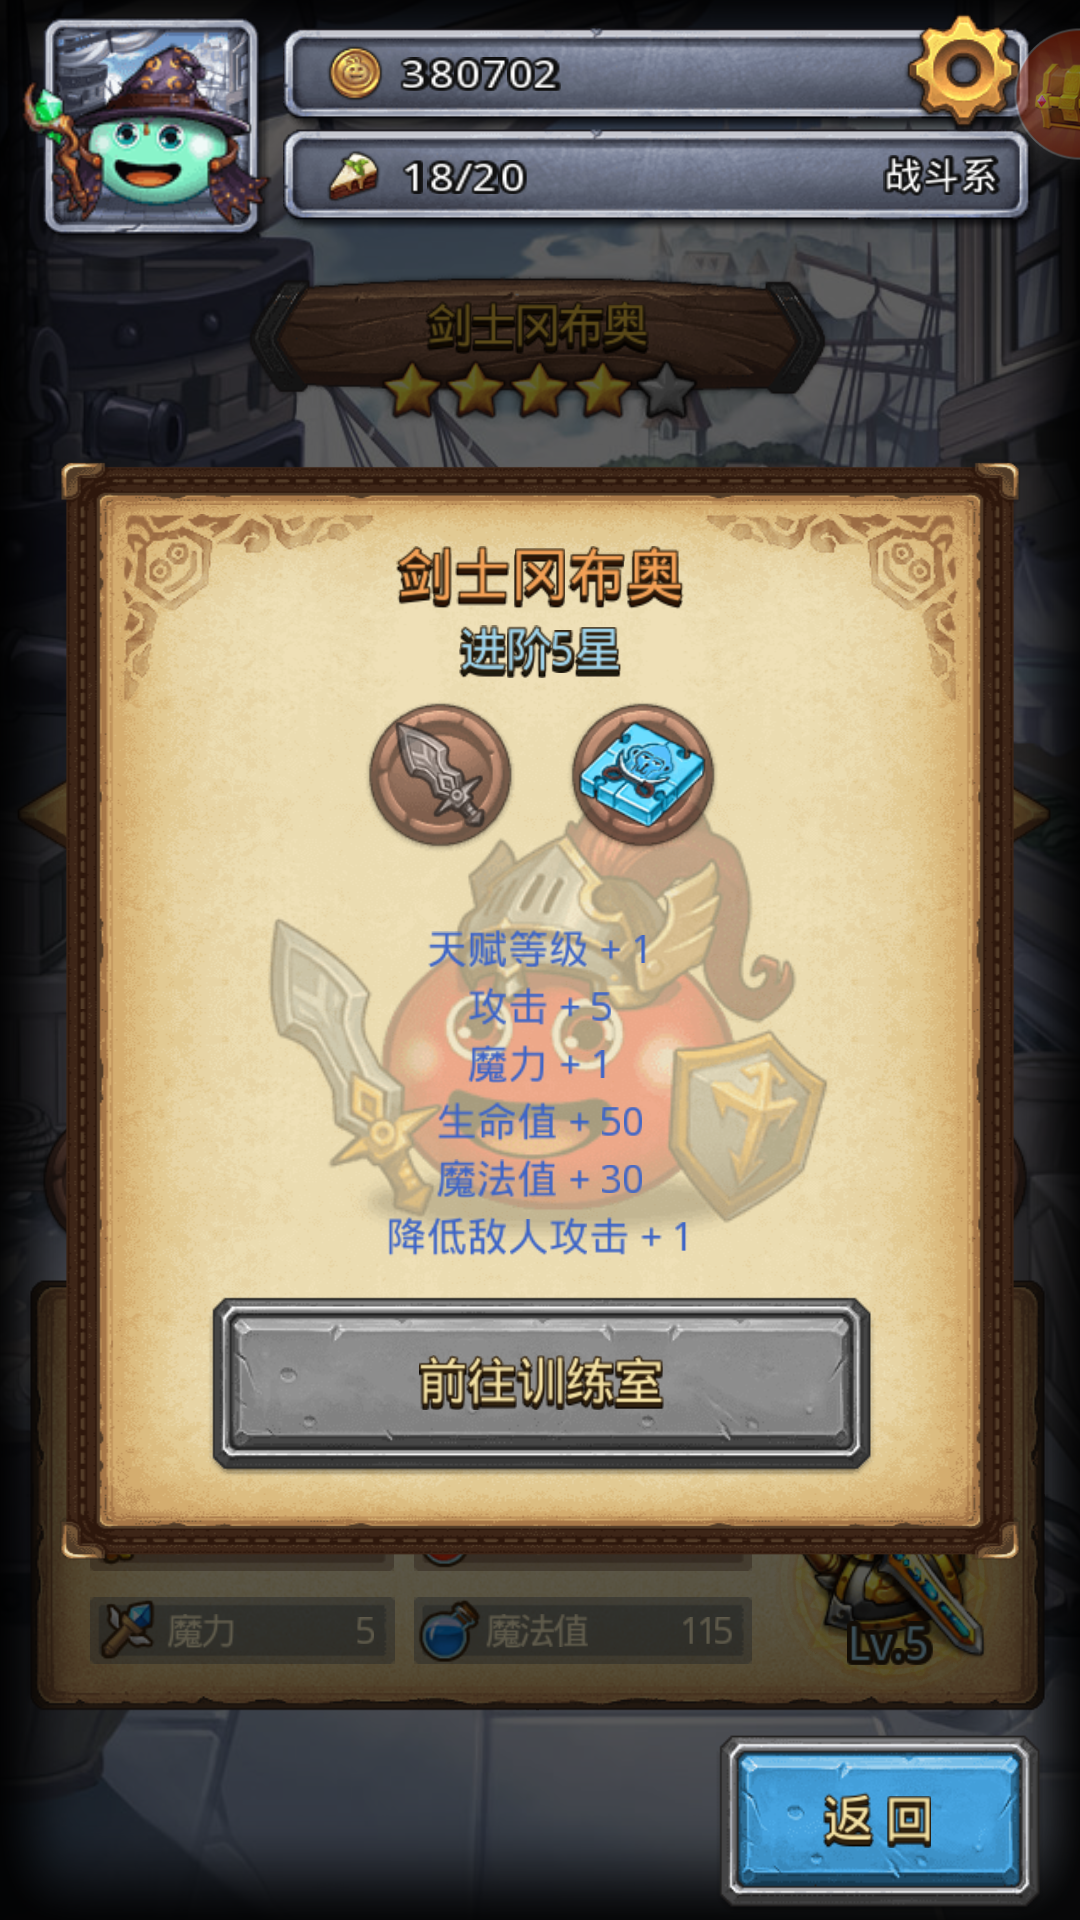 380702
18/20 战斗系
剑士冈布奥
剑士冈布奥
进阶5星
天赋等级 + 1
攻击 + 5
魔力 + 1
生命值 + 50
魔法值 + 30
降低敌人攻击 + 1
前往训练室
魔力 5 魔法值 115
Lv.5
返回